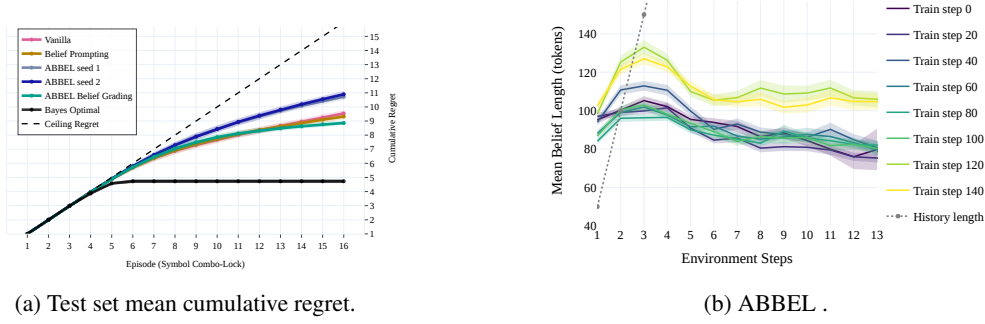 Vanilla
Belief Prompting
ABBEL seed 1
ABBEL seed 2
ABBEL Belief Grading
Bayes Optimal
Ceiling Regret
15
14
13
12
11
10
9
8
7
6
5
4
3
2
1
Cumulative Regret
1 2 3 4 5 6 7 8 9 10 11 12 13 14 15 16
Episode (Symbol Combo-Lock)
(a) Test set mean cumulative regret.
Mean Belief Length (tokens)
140
120
100
80
60
40
1 2 3 4 5 6 7 8 9 10 11 12 13
Environment Steps
Train step 0
Train step 20
Train step 40
Train step 60
Train step 80
Train step 100
Train step 120
Train step 140
History length
(b) ABBEL .